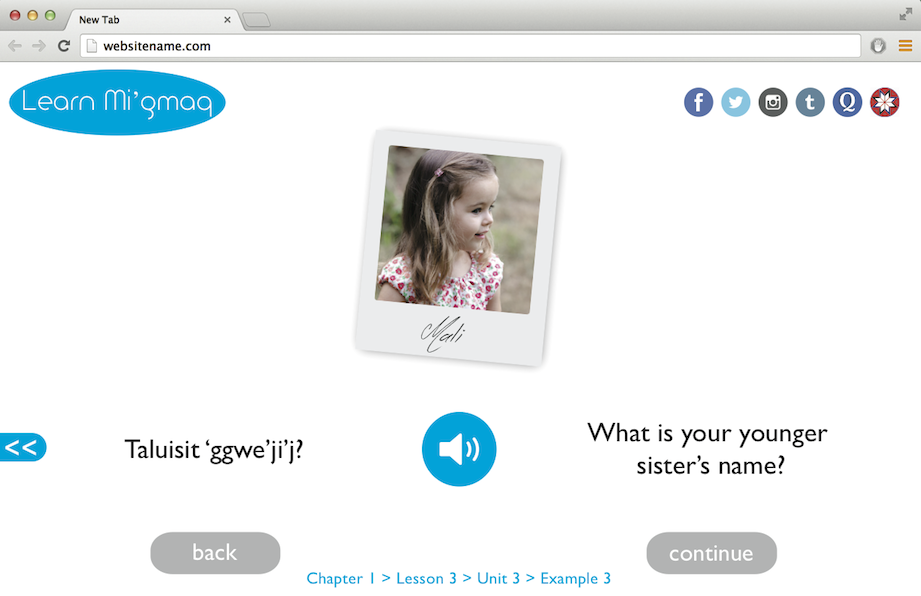 New Tab
websitename.com
Learn Mi'gmaq
Mali
<<
Taluisit ‘ggwe’ji’j?
What is your younger
sister’s name?
back
continue
Chapter 1 > Lesson 3 > Unit 3 > Example 3